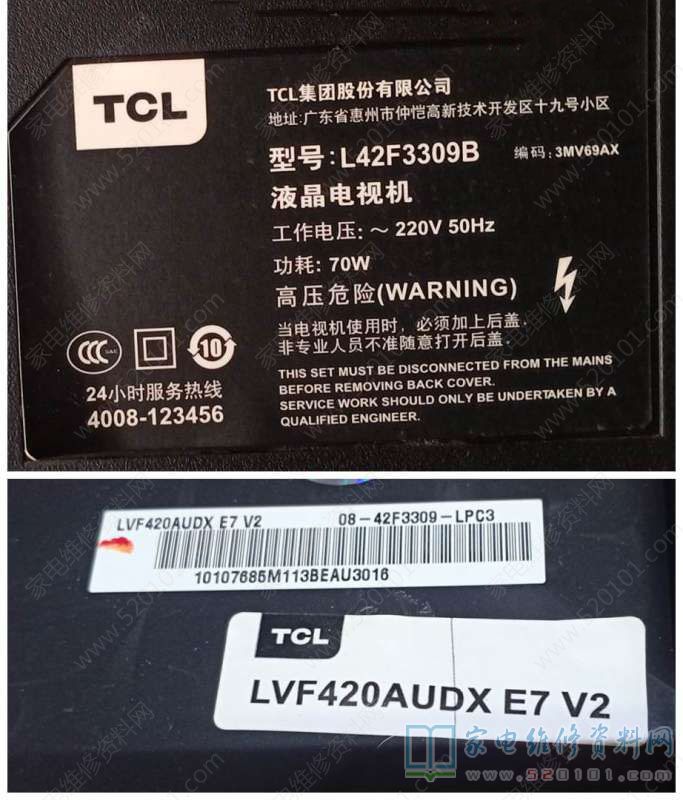 TCL
TCL集团股份有限公司
地址:广东省惠州市仲恺高新技术开发区十九号小区
型号:L42F3309B
编码:3MV69AX
液晶电视机
工作电压:～220V 50Hz
功耗:70W
高压危险(WARNING)
当电视机使用时,必须加上后盖.
非专业人员不准随意打开后盖.
THIS SET MUST BE DISCONNECTED FROM THE MAINS
BEFORE REMOVING BACK COVER.
SERVICE WORK SHOULD ONLY BE UNDERTAKEN BY A
QUALIFIED ENGINEER.
10
24小时服务热线
4008-123456
LVF420AUDX E7 V2
08-42F3309-LPC3
10107685M113BEAU3016
TCL
LVF420AUDX E7 V2
家电维修资料网
www.520101.com